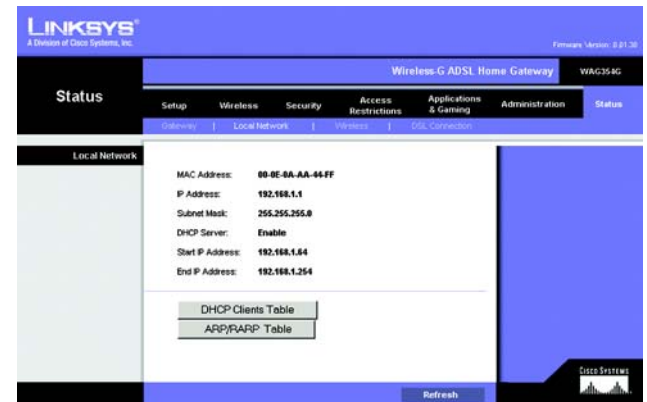 LINKSYS®
A Division of Cisco Systems, Inc.
Firmware Version: 0.01.30
Wireless-G ADSL Home Gateway WAG354G
Status
Setup Wireless Security Access Restrictions Applications & Gaming Administration Status
Gateway | Local Network | Wireless | DSL Connection
Local Network
MAC Address: 00-0E-0A-AA-44-FF
IP Address: 192.168.1.1
Subnet Mask: 255.255.255.0
DHCP Server: Enable
Start IP Address: 192.168.1.64
End IP Address: 192.168.1.254
DHCP Clients Table
ARP/RARP Table
CISCO SYSTEMS
Refresh